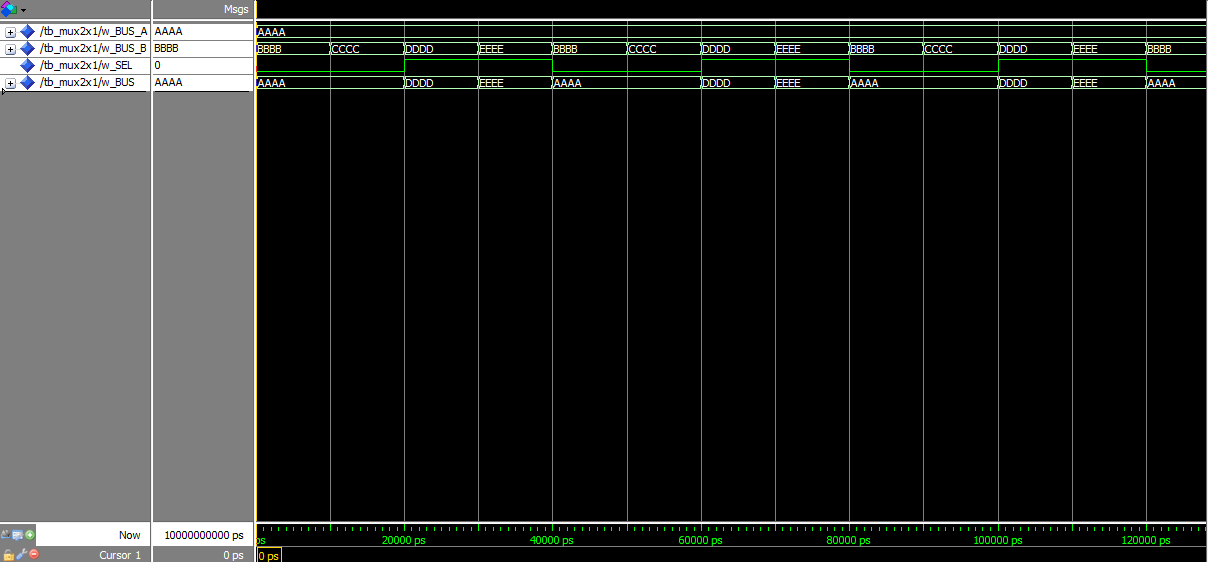 Msgs
/tb_mux2x1/w_BUS_A AAAA AAAA
/tb_mux2x1/w_BUS_B BBBB BBBB CCCC DDDD EEEE BBBB CCCC DDDD EEEE BBBB CCCC DDDD EEEE BBBB
/tb_mux2x1/w_SEL 0
/tb_mux2x1/w_BUS AAAA AAAA DDDD EEEE AAAA DDDD EEEE AAAA DDDD EEEE AAAA
Now 10000000000 ps ps 20000 ps 40000 ps 60000 ps 80000 ps 100000 ps 120000 ps
Cursor 1 0 ps 0 ps